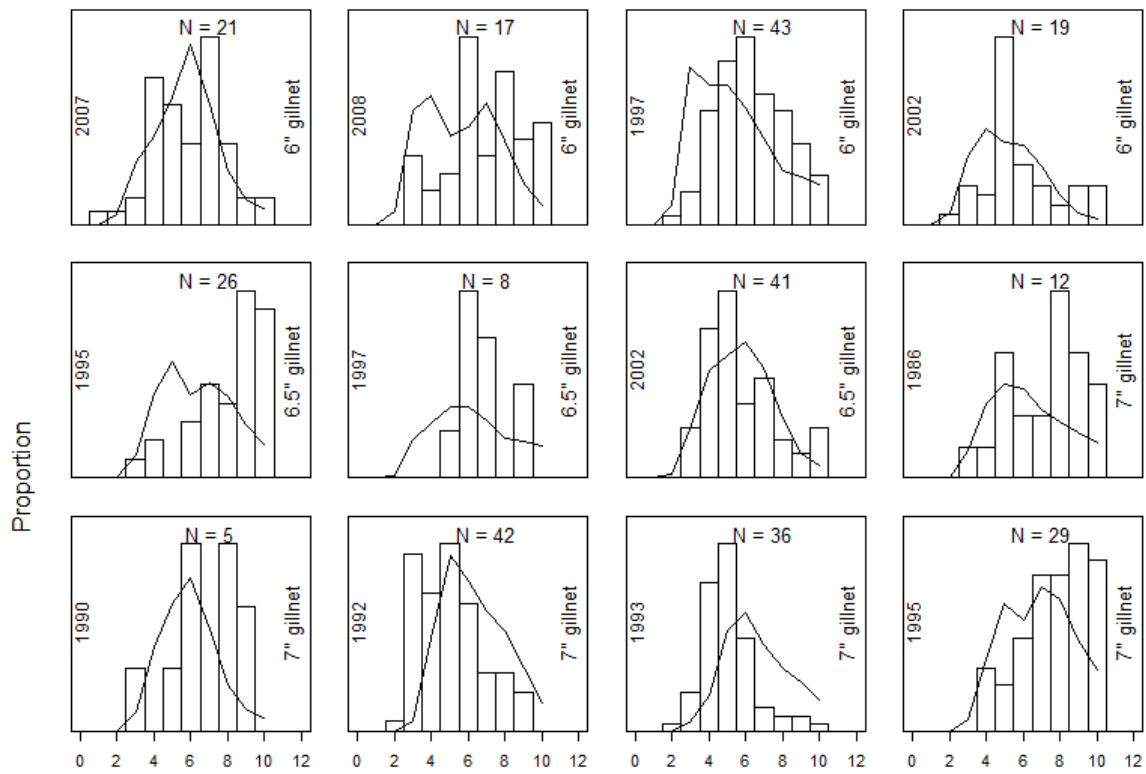 N = 21
2007
6" gillnet
N = 17
2008
6" gillnet
N = 43
1997
6" gillnet
N = 19
2002
6" gillnet
N = 26
1995
6.5" gillnet
N = 8
1997
6.5" gillnet
N = 41
2002
6.5" gillnet
N = 12
1986
7" gillnet
Proportion
N = 5
1990
7" gillnet
N = 42
1992
7" gillnet
N = 36
1993
7" gillnet
N = 29
1995
7" gillnet
0 2 4 6 8 10 12
0 2 4 6 8 10 12
0 2 4 6 8 10 12
0 2 4 6 8 10 12